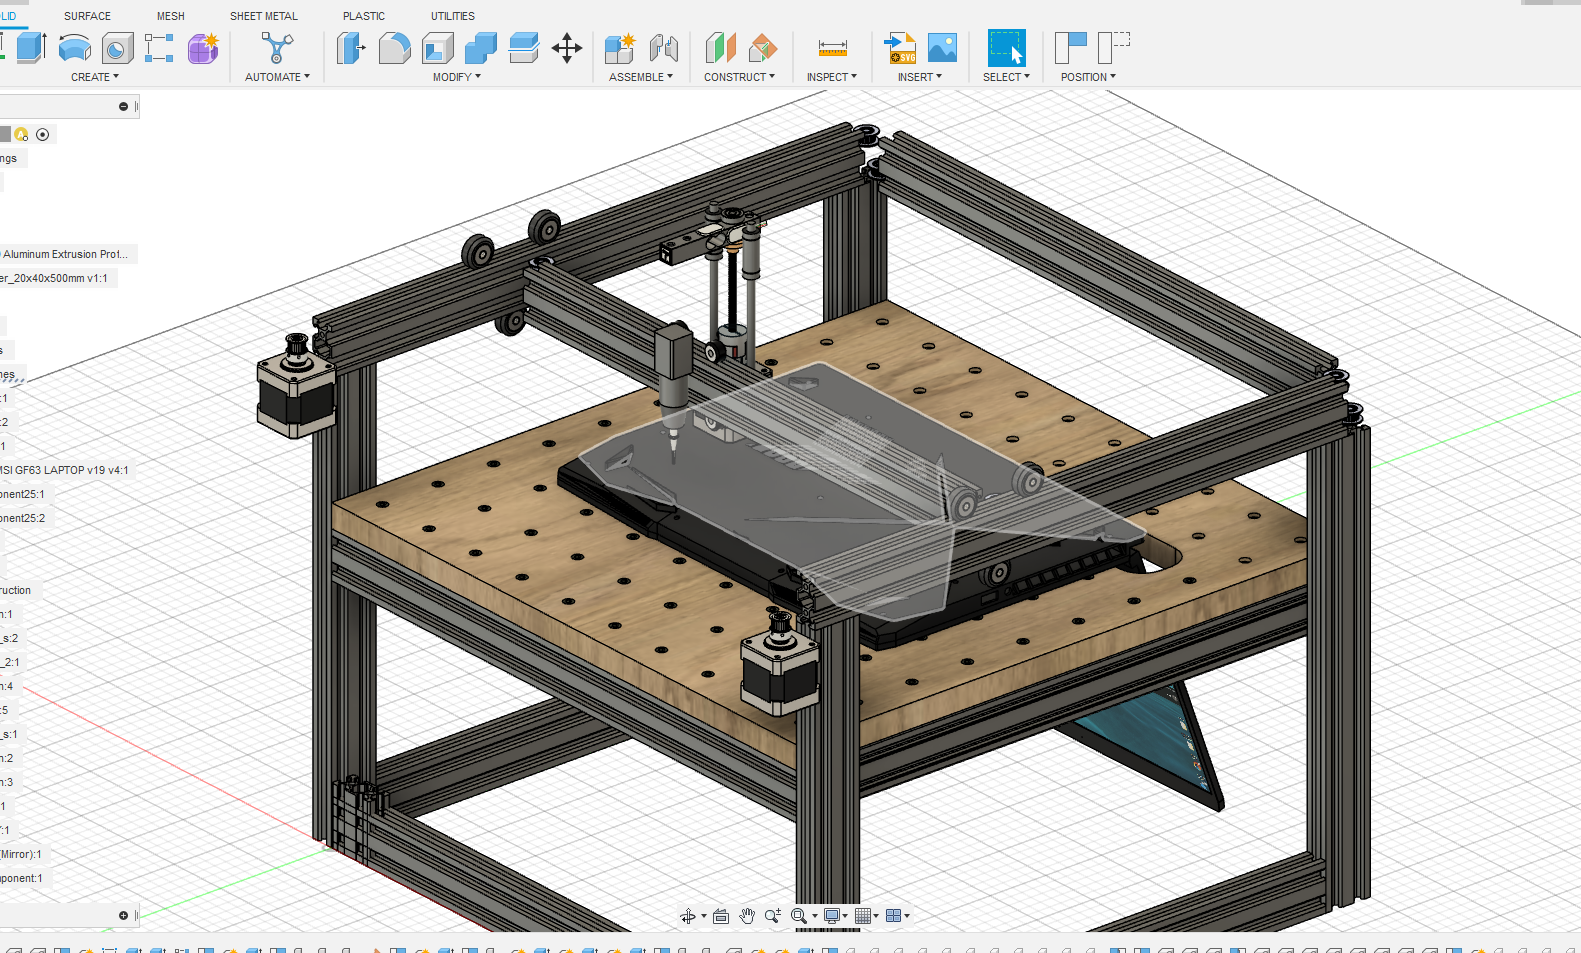 LID SURFACE MESH SHEET METAL PLASTIC UTILITIES
CREATE AUTOMATE MODIFY ASSEMBLE CONSTRUCT INSPECT INSERT SELECT POSITION
SVG
A
ngs
Aluminum Extrusion Prof...
er_20x40x500mm v1:1
s
nes
:1
:2
1
MSI GF63 LAPTOP v19 v4:1
onent25:1
onent25:2
ruction
n:1
_s:2
_2:1
n:4
:5
_s:1
n:2
n:3
1
:1
(Mirror):1
ponent:1